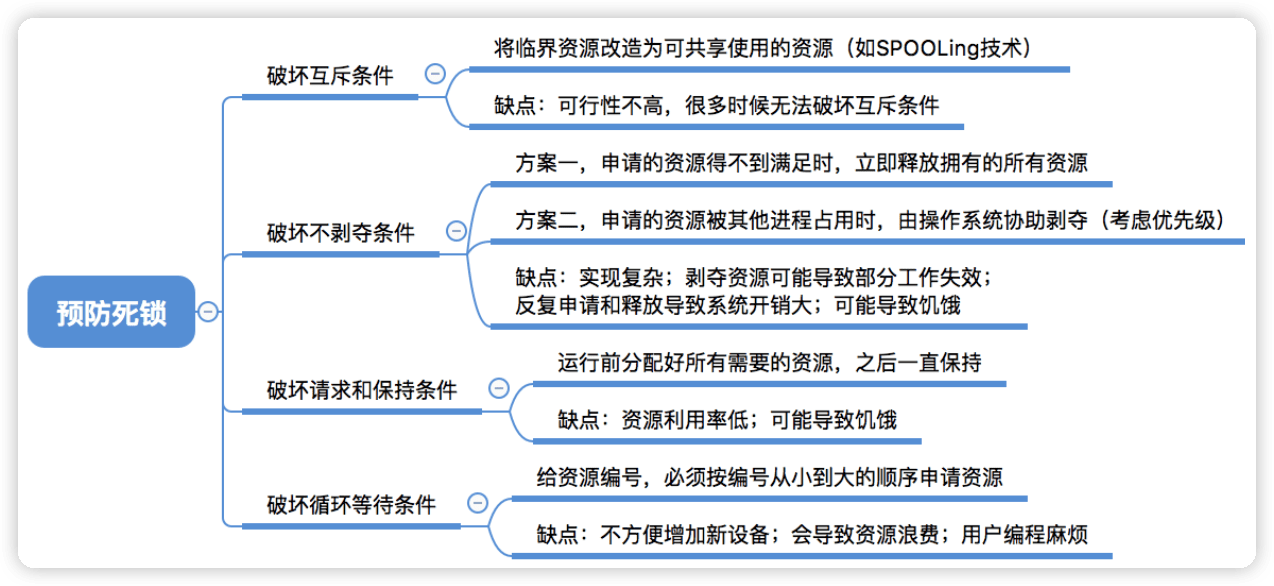 预防死锁
破坏互斥条件
将临界资源改造为可共享使用的资源（如SPOOLing技术）
缺点：可行性不高，很多时候无法破坏互斥条件
破坏不剥夺条件
方案一，申请的资源得不到满足时，立即释放拥有的所有资源
方案二，申请的资源被其他进程占用时，由操作系统协助剥夺（考虑优先级）
缺点：实现复杂；剥夺资源可能导致部分工作失效；
反复申请和释放导致系统开销大；可能导致饥饿
破坏请求和保持条件
运行前分配好所有需要的资源，之后一直保持
缺点：资源利用率低；可能导致饥饿
破坏循环等待条件
给资源编号，必须按编号从小到大的顺序申请资源
缺点：不方便增加新设备；会导致资源浪费；用户编程麻烦